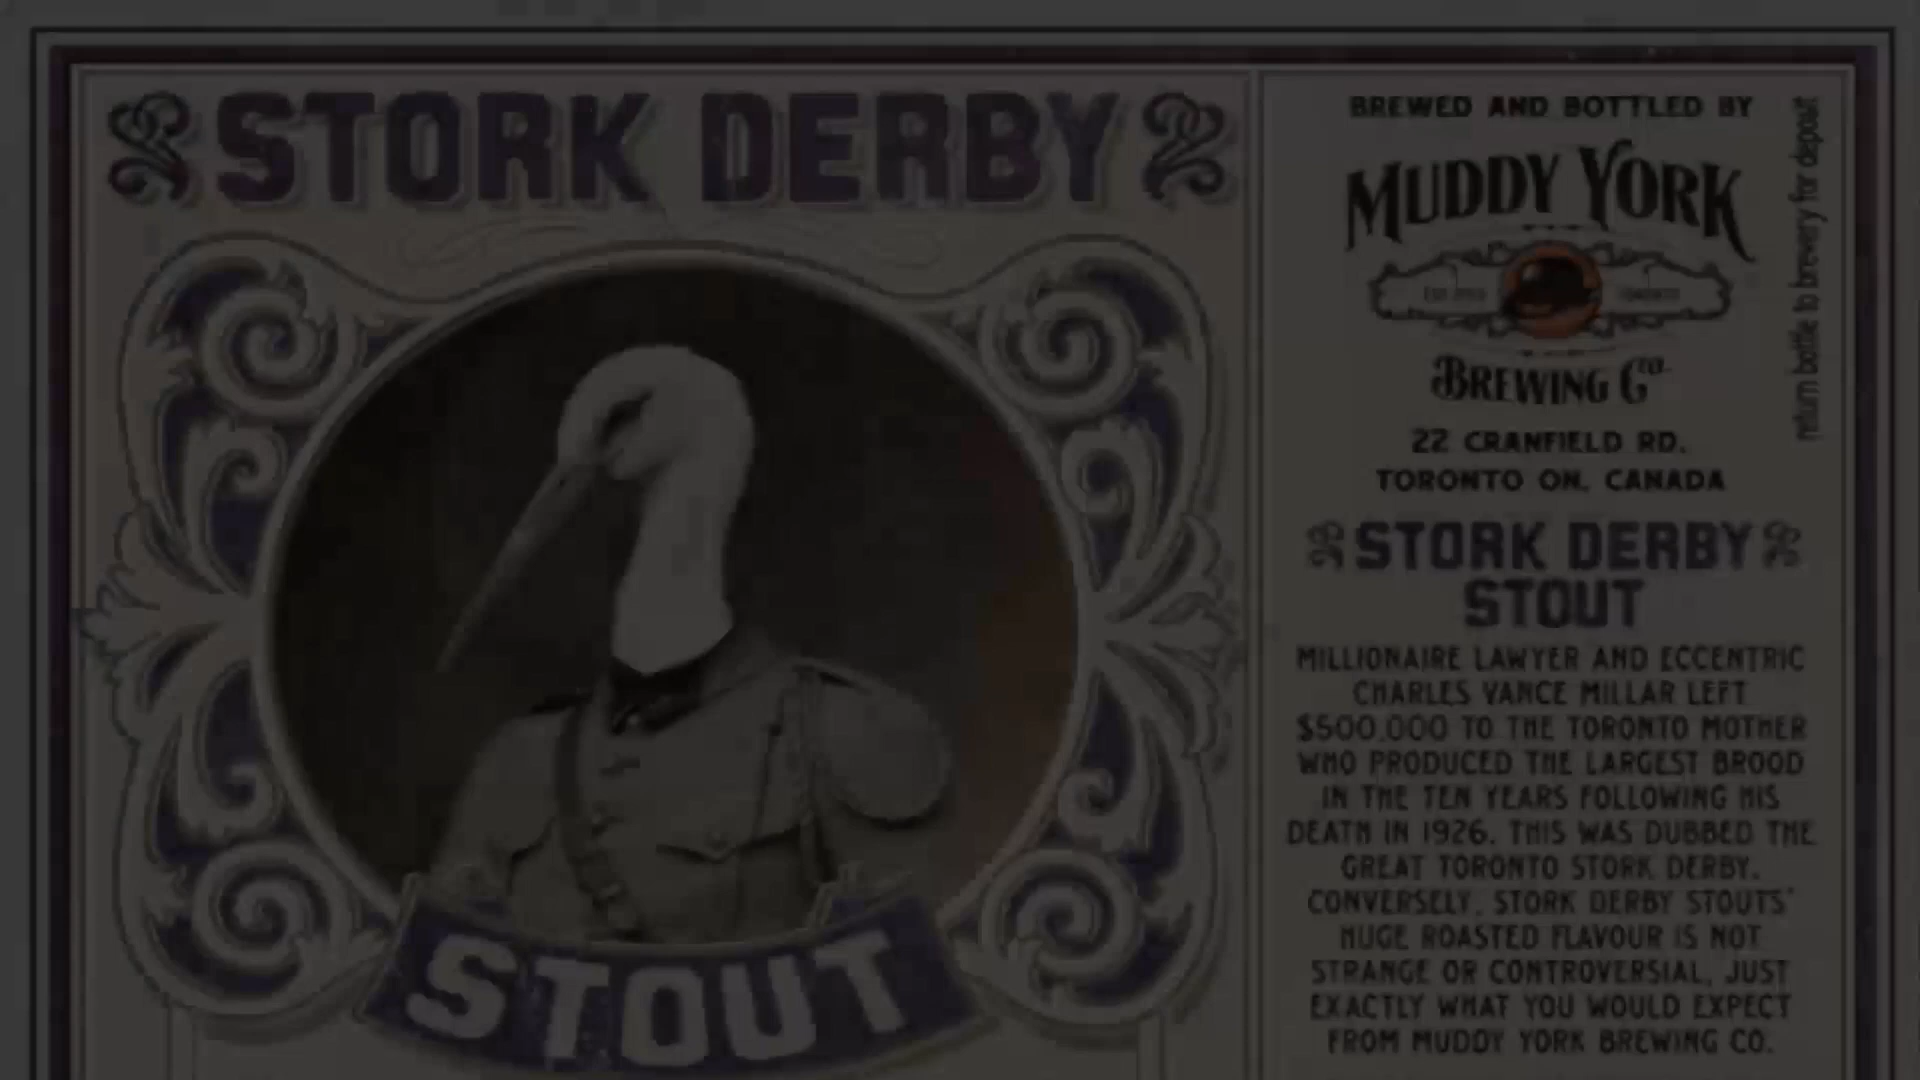 STORK DERBY
STOUT
BREWED AND BOTTLED BY
MUDDY YORK
BREWING CO.
22 CRANFIELD RD.
TORONTO ON. CANADA
return bottle to brewery for deposit
STORK DERBY
STOUT
MILLIONAIRE LAWYER AND ECCENTRIC
CHARLES VANCE MILLAR LEFT
$500,000 TO THE TORONTO MOTHER
WHO PRODUCED THE LARGEST BROOD
IN THE TEN YEARS FOLLOWING HIS
DEATH IN 1926. THIS WAS DUBBED THE
GREAT TORONTO STORK DERBY.
CONVERSELY, STORK DERBY STOUTS'
HUGE ROASTED FLAVOUR IS NOT
STRANGE OR CONTROVERSIAL, JUST
EXACTLY WHAT YOU WOULD EXPECT
FROM MUDDY YORK BREWING CO.